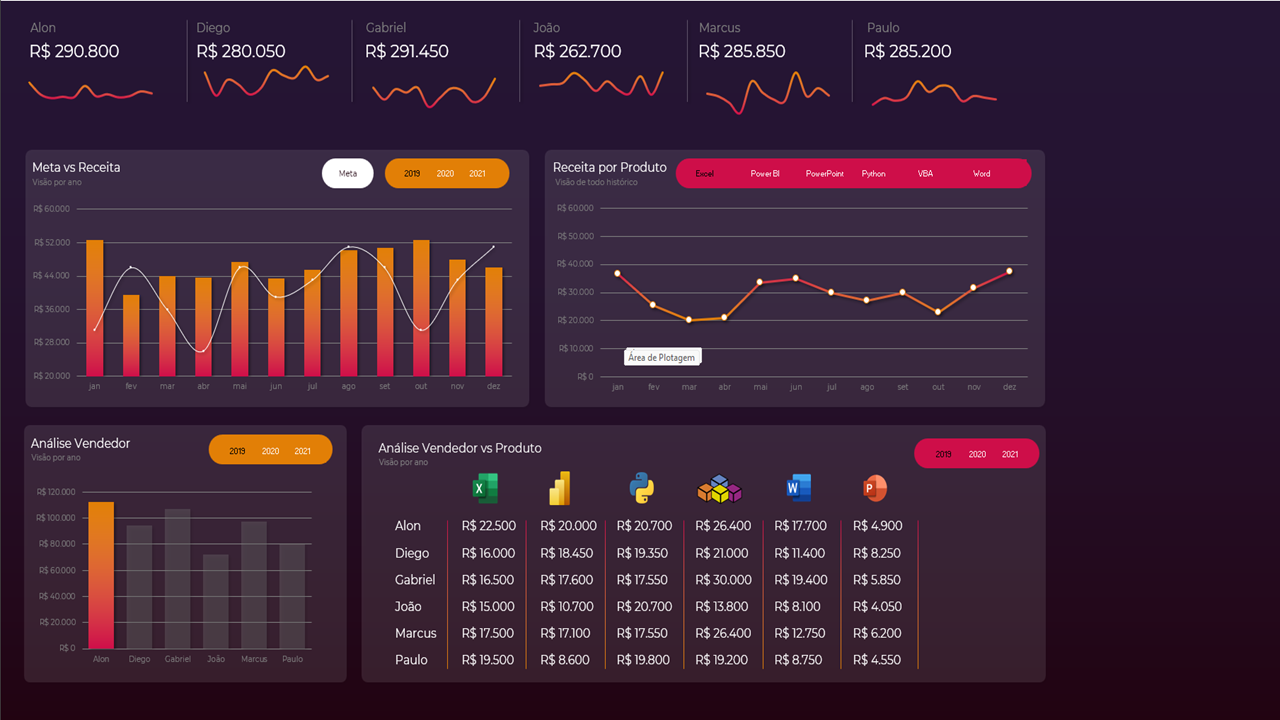 Alon Diego Gabriel João Marcus Paulo
R$ 290.800 R$ 280.050 R$ 291.450 R$ 262.700 R$ 285.850 R$ 285.200
Meta vs Receita
Visão por ano
Meta
2019 2020 2021
R$ 60.000
R$ 52.000
R$ 44.000
R$ 36.000
R$ 28.000
R$ 20.000
jan fev mar abr mai jun jul ago set out nov dez
Receita por Produto
Visão de todo histórico
Excel Power BI PowerPoint Python VBA Word
R$ 60.000
R$ 50.000
R$ 40.000
R$ 30.000
R$ 20.000
R$ 10.000
R$ 0
Área de Plotagem
jan fev mar abr mai jun jul ago set out nov dez
Análise Vendedor
Visão por ano
2019 2020 2021
R$ 120.000
R$ 100.000
R$ 80.000
R$ 60.000
R$ 40.000
R$ 20.000
R$ 0
Alon Diego Gabriel João Marcus Paulo
Análise Vendedor vs Produto
Visão por ano
2019 2020 2021
X W P
Alon R$ 22.500 R$ 20.000 R$ 20.700 R$ 26.400 R$ 17.700 R$ 4.900
Diego R$ 16.000 R$ 18.450 R$ 19.350 R$ 21.000 R$ 11.400 R$ 8.250
Gabriel R$ 16.500 R$ 17.600 R$ 17.550 R$ 30.000 R$ 19.400 R$ 5.850
João R$ 15.000 R$ 10.700 R$ 20.700 R$ 13.800 R$ 8.100 R$ 4.050
Marcus R$ 17.500 R$ 17.100 R$ 17.550 R$ 26.400 R$ 12.750 R$ 6.200
Paulo R$ 19.500 R$ 8.600 R$ 19.800 R$ 19.200 R$ 8.750 R$ 4.550